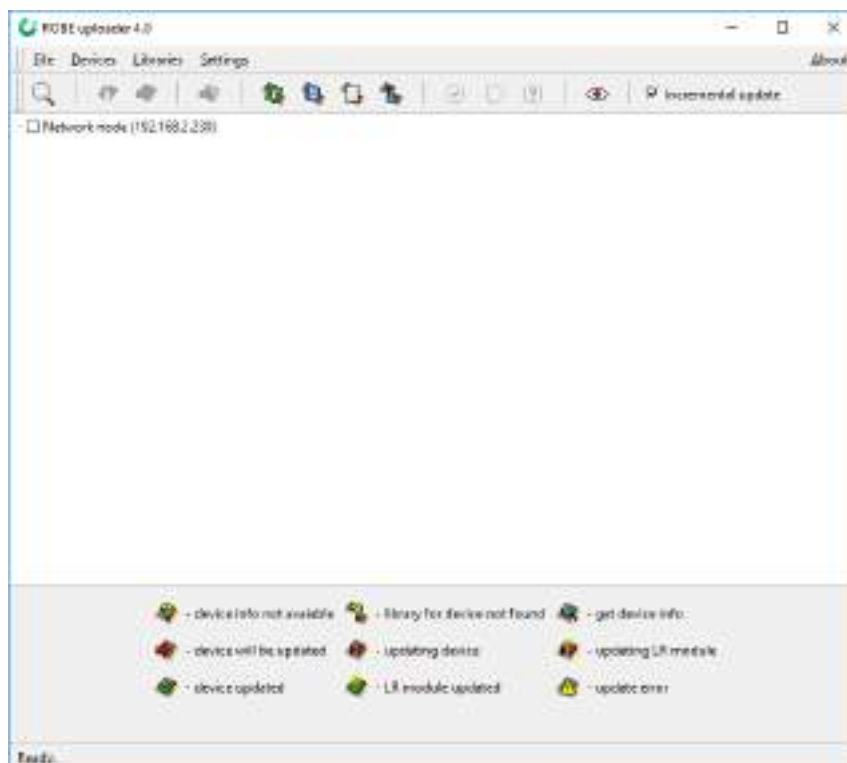 ROBE uploader 4.0
File Devices Libraries Settings About
Incremental update
Network mode (192.168.2.230)
- device info not available - library for device not found - get device info
- device will be updated - updating device - updating LR module
- device updated - LR module updated - update error
Ready...